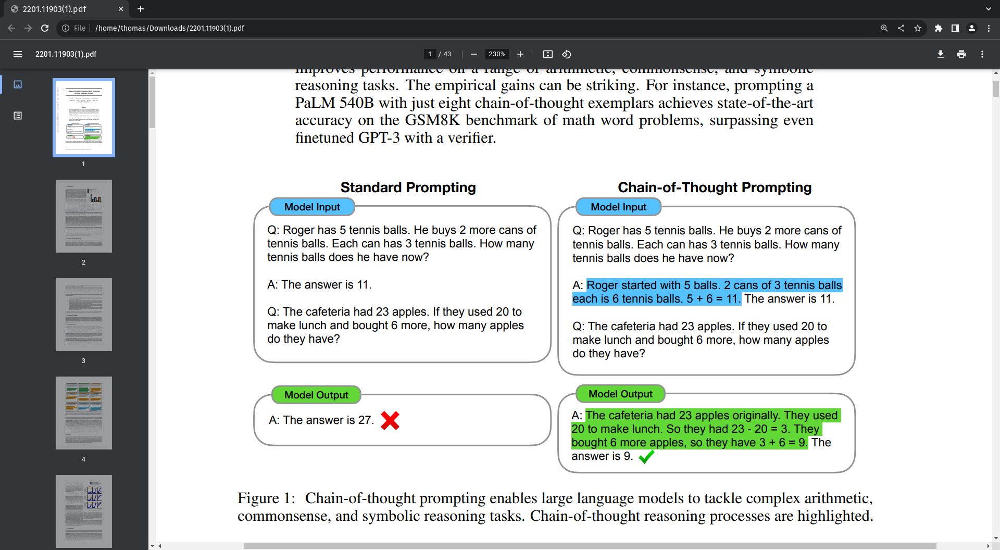 2201.11903(1).pdf
File
/home/thomas/Downloads/2201.11903(1).pdf
2201.11903(1).pdf
1 / 43
230%
1
2
3
4
improves performance on a range of arithmetic, commonsense, and symbolic
reasoning tasks. The empirical gains can be striking. For instance, prompting a
PaLM 540B with just eight chain-of-thought exemplars achieves state-of-the-art
accuracy on the GSM8K benchmark of math word problems, surpassing even
finetuned GPT-3 with a verifier.
Standard Prompting
Model Input
Q: Roger has 5 tennis balls. He buys 2 more cans of
tennis balls. Each can has 3 tennis balls. How many
tennis balls does he have now?
A: The answer is 11.
Q: The cafeteria had 23 apples. If they used 20 to
make lunch and bought 6 more, how many apples
do they have?
Model Output
A: The answer is 27.
Chain-of-Thought Prompting
Model Input
Q: Roger has 5 tennis balls. He buys 2 more cans of
tennis balls. Each can has 3 tennis balls. How many
tennis balls does he have now?
A: Roger started with 5 balls. 2 cans of 3 tennis balls
each is 6 tennis balls. 5 + 6 = 11. The answer is 11.
Q: The cafeteria had 23 apples. If they used 20 to
make lunch and bought 6 more, how many apples
do they have?
Model Output
A: The cafeteria had 23 apples originally. They used
20 to make lunch. So they had 23 - 20 = 3. They
bought 6 more apples, so they have 3 + 6 = 9. The
answer is 9.
Figure 1: Chain-of-thought prompting enables large language models to tackle complex arithmetic,
commonsense, and symbolic reasoning tasks. Chain-of-thought reasoning processes are highlighted.